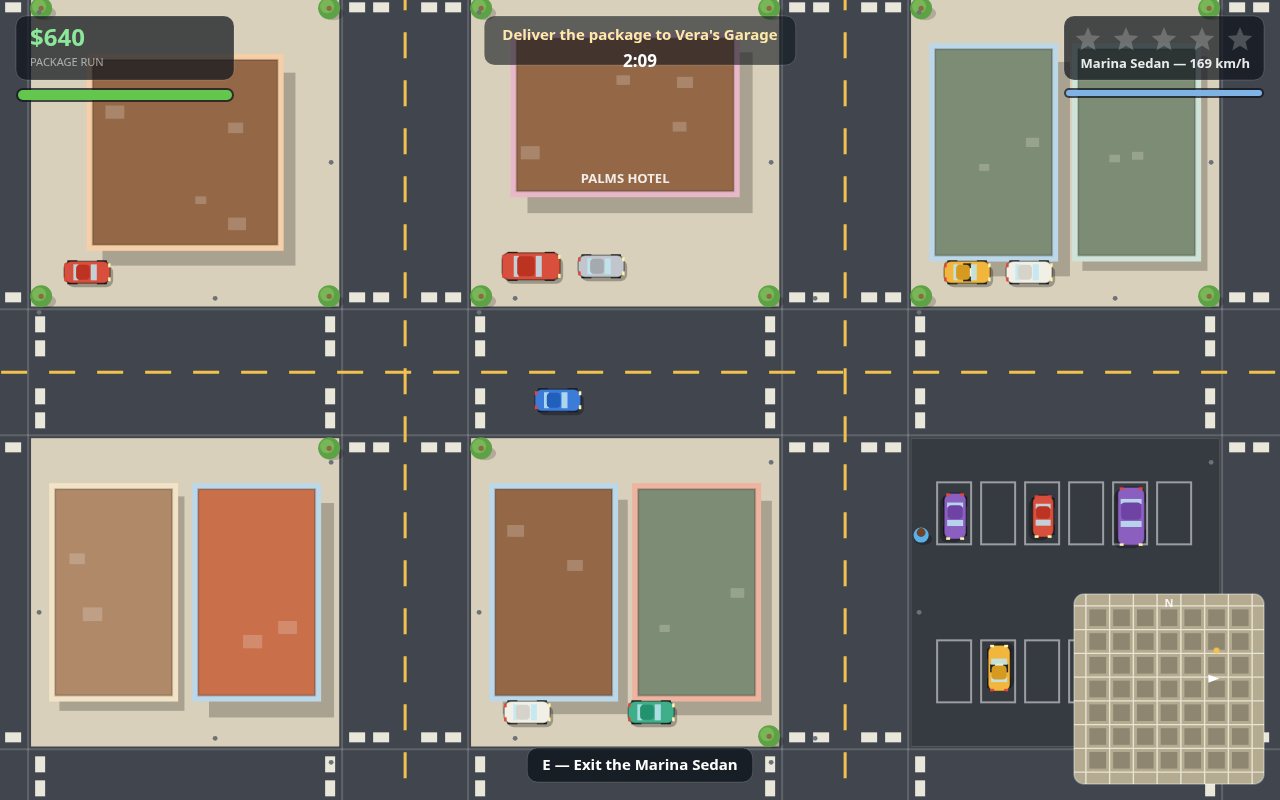 $640
PACKAGE RUN
Deliver the package to Vera's Garage
2:09
Marina Sedan — 169 km/h
PALMS HOTEL
N
E — Exit the Marina Sedan